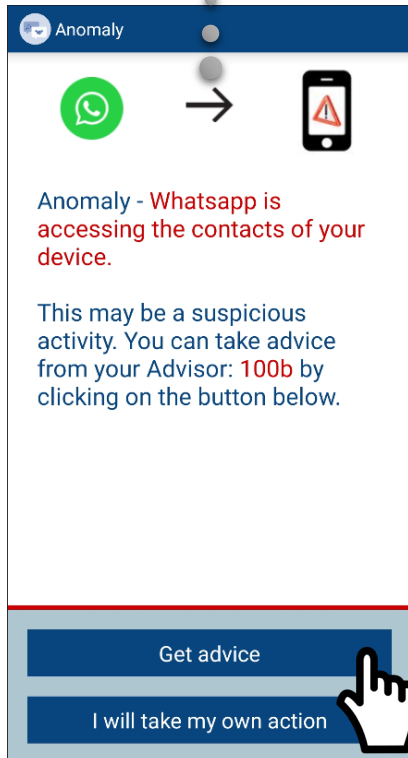 Anomaly
Anomaly - Whatsapp is
accessing the contacts of your
device.
This may be a suspicious
activity. You can take advice
from your Advisor: 100b by
clicking on the button below.
Get advice
I will take my own action